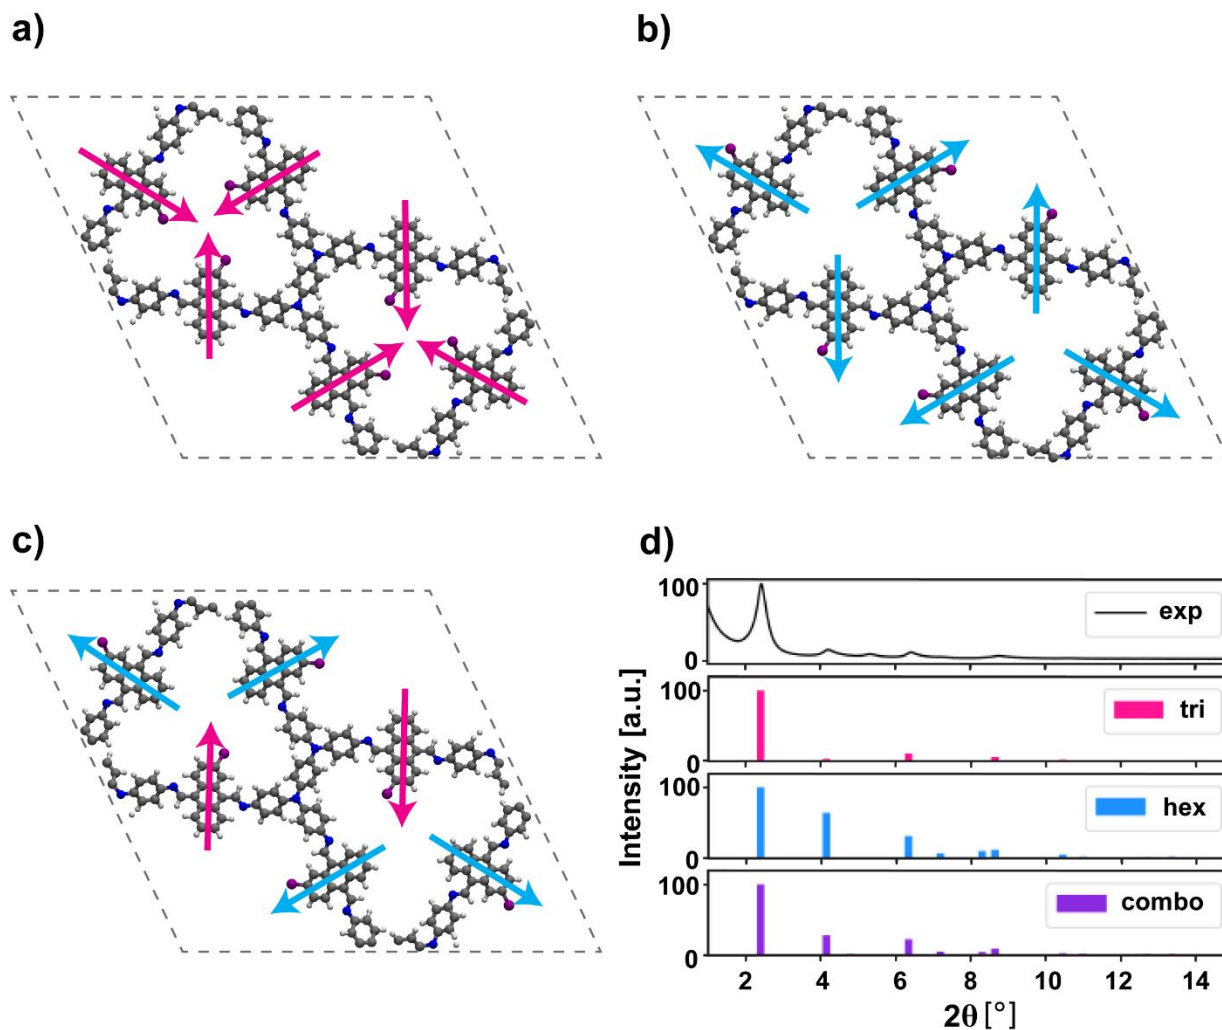 a)
b)
c)
d)
100
0
exp
100
0
tri
100
0
hex
100
0
combo
Intensity [a.u.]
2 4 6 8 10 12 14
2θ [°]